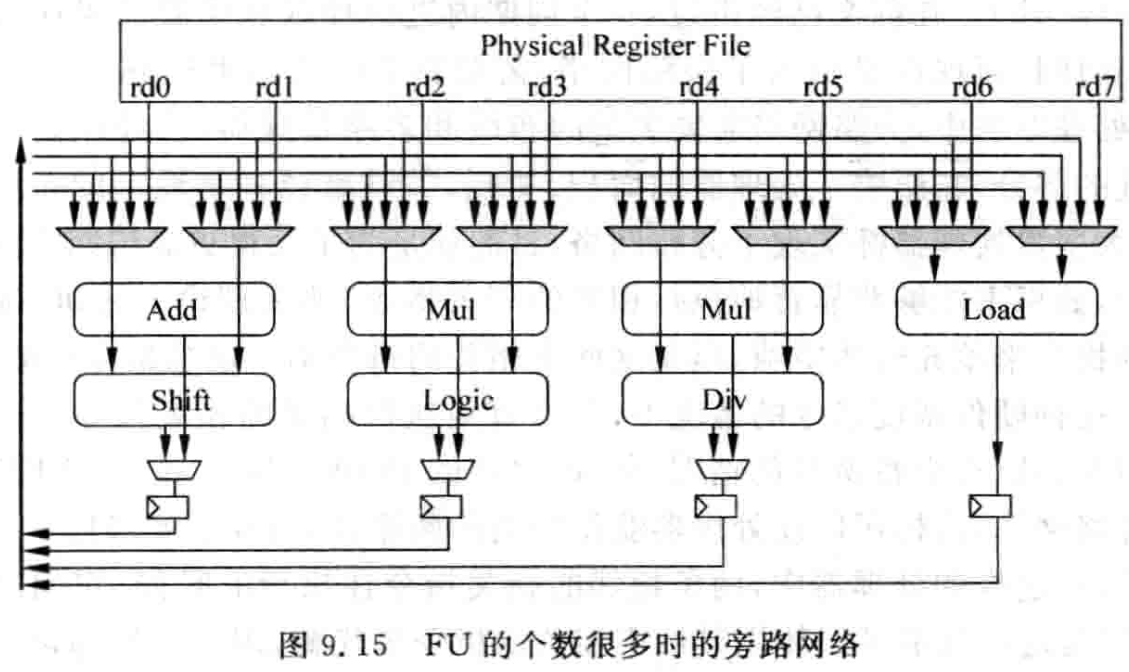 Physical Register File
rd0 rd1 rd2 rd3 rd4 rd5 rd6 rd7
Add Mul Mul Load
Shift Logic Div
图 9.15 FU 的个数很多时的旁路网络